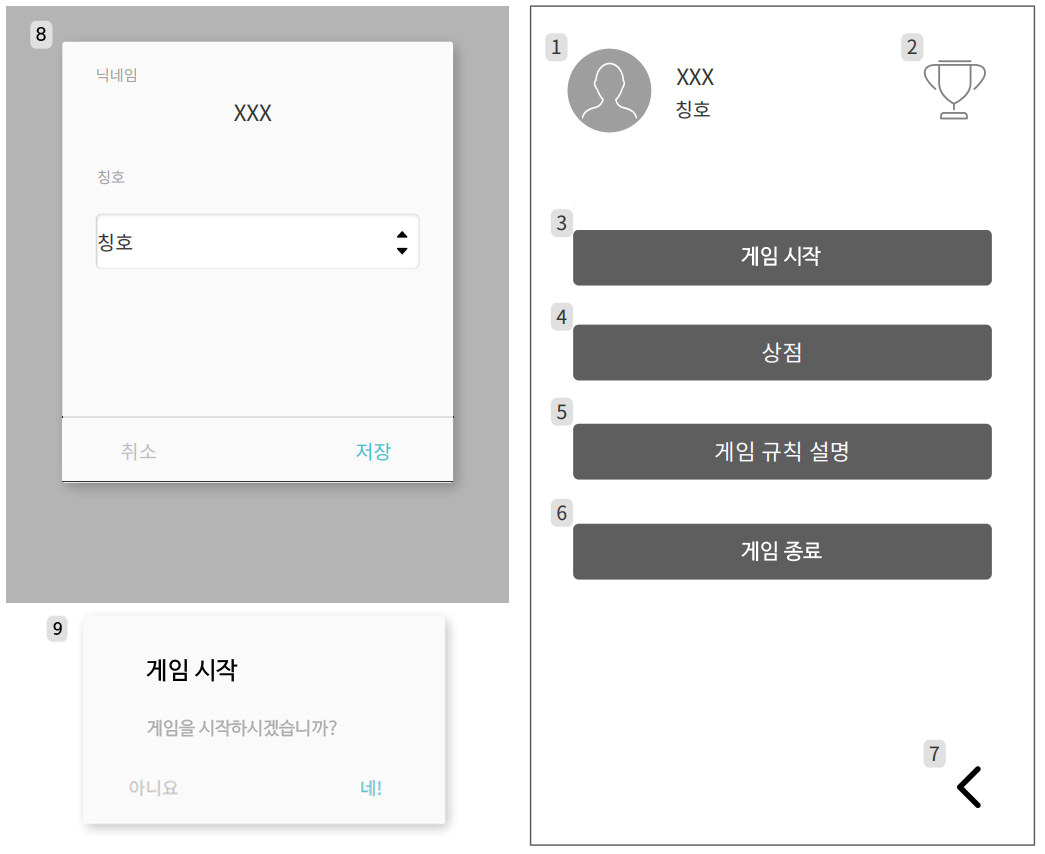 8
닉네임
XXX
칭호
칭호
취소
저장
9
게임 시작
게임을 시작하시겠습니까?
아니요
네!
1
XXX
칭호
2
3
게임 시작
4
상점
5
게임 규칙 설명
6
게임 종료
7